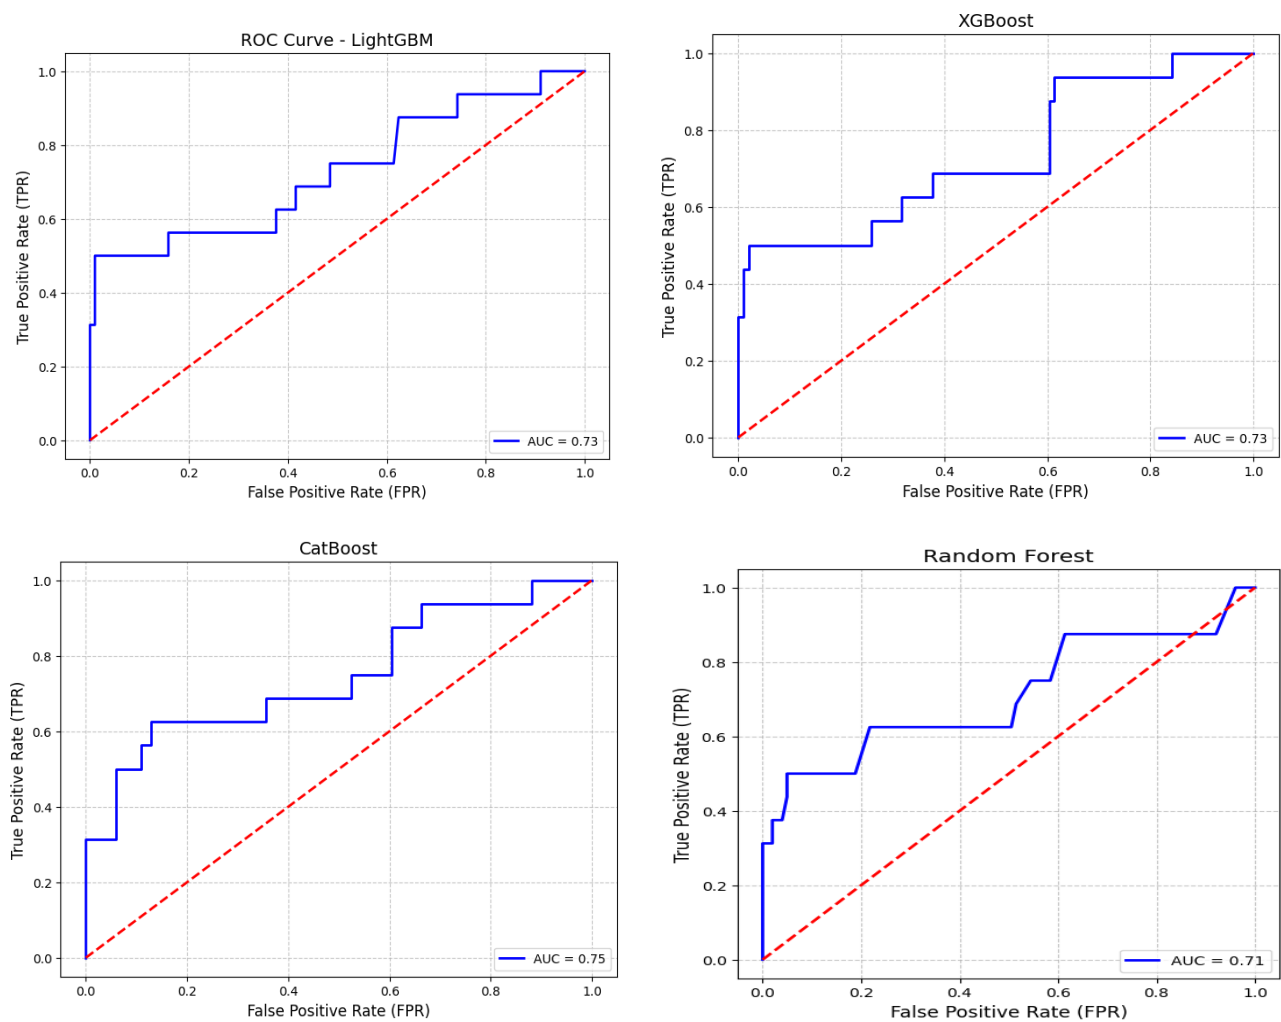 ROC Curve - LightGBM
True Positive Rate (TPR)
1.0
0.8
0.6
0.4
0.2
0.0
AUC = 0.73
0.0 0.2 0.4 0.6 0.8 1.0
False Positive Rate (FPR)
XGBoost
True Positive Rate (TPR)
1.0
0.8
0.6
0.4
0.2
0.0
AUC = 0.73
0.0 0.2 0.4 0.6 0.8 1.0
False Positive Rate (FPR)
CatBoost
True Positive Rate (TPR)
1.0
0.8
0.6
0.4
0.2
0.0
AUC = 0.75
0.0 0.2 0.4 0.6 0.8 1.0
False Positive Rate (FPR)
Random Forest
True Positive Rate (TPR)
1.0
0.8
0.6
0.4
0.2
0.0
AUC = 0.71
0.0 0.2 0.4 0.6 0.8 1.0
False Positive Rate (FPR)